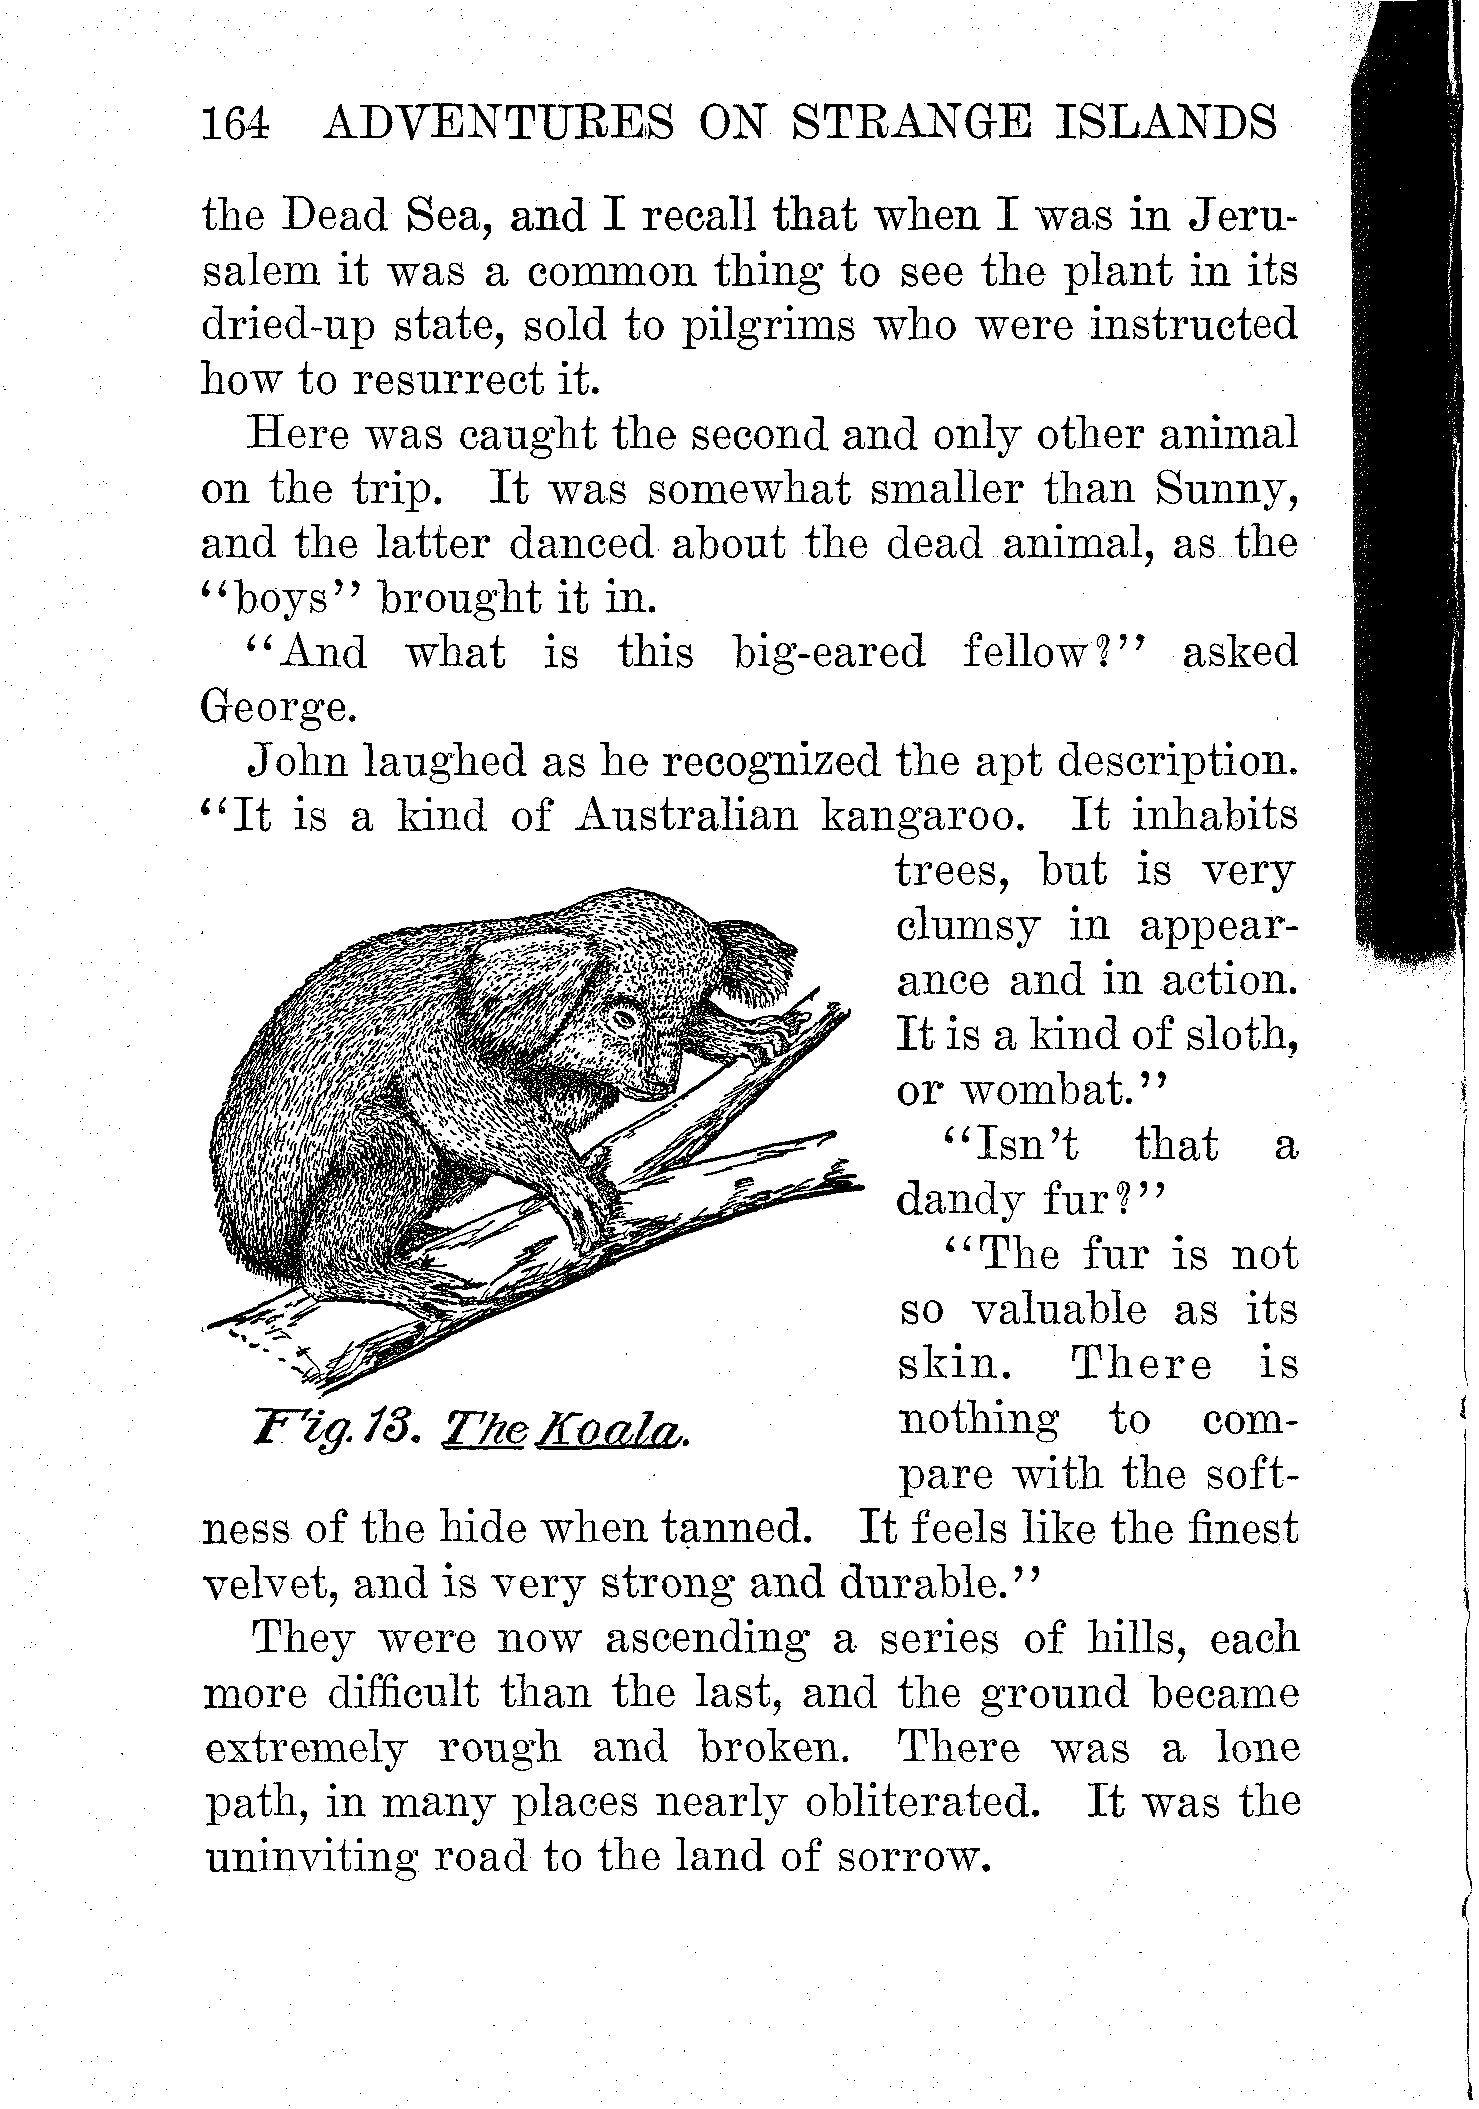 164 ADVENTURES ON STRANGE ISLANDS
the Dead Sea, and I recall that when I was in Jeru-
salem it was a common thing to see the plant in its
dried-up state, sold to pilgrims who were instructed
how to resurrect it.
Here was caught the second and only other animal
on the trip. It was somewhat smaller than Sunny,
and the latter danced about the dead animal, as the
"boys" brought it in.
"And what is this big-eared fellow?" asked
George.
John laughed as he recognized the apt description.
"It is a kind of Australian kangaroo. It inhabits
trees, but is very
clumsy in appear-
ance and in action.
It is a kind of sloth,
or wombat."
"Isn't that a
dandy fur?"
"The fur is not
so valuable as its
skin. There is
nothing to com-
pare with the soft-
Fig. 13. The Koala.
ness of the hide when tanned. It feels like the finest
velvet, and is very strong and durable."
They were now ascending a series of hills, each
more difficult than the last, and the ground became
extremely rough and broken. There was a lone
path, in many places nearly obliterated. It was the
uninviting road to the land of sorrow.